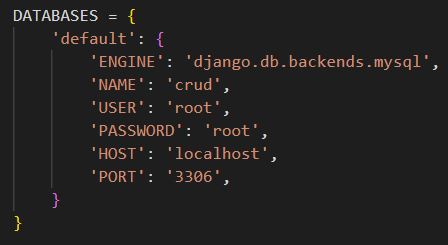 DATABASES = {
    'default': {
        'ENGINE': 'django.db.backends.mysql',
        'NAME': 'crud',
        'USER': 'root',
        'PASSWORD': 'root',
        'HOST': 'localhost',
        'PORT': '3306',
    }
}